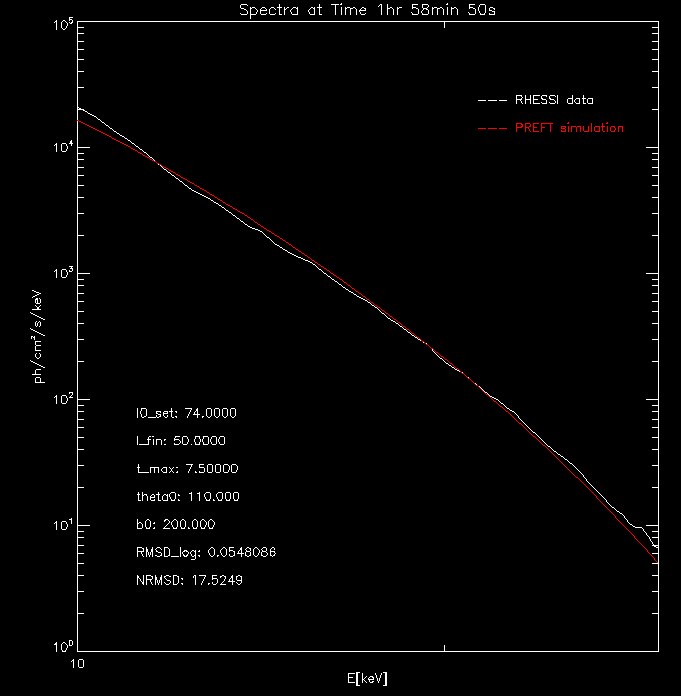 Spectra at Time 1hr 58min 50s
10⁵
RHESSI data
PREFT simulation
10⁴
10³
ph/cm²/s/keV
10²
l0_set: 74.0000
l_fin: 50.0000
t_max: 7.50000
theta0: 110.000
b0: 200.000
10¹
RMSD_log: 0.0548086
NRMSD: 17.5249
10⁰
10
E[keV]